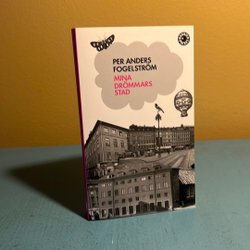 PER ANDERS
FOGELSTRÖM
MINA
DRÖMMARS
STAD